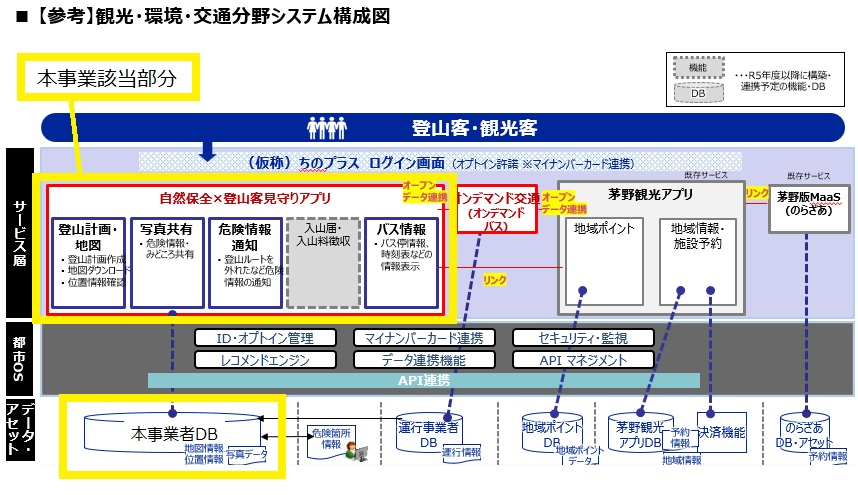 ■ 【参考】観光・環境・交通分野システム構成図
本事業該当部分
機能
DB
・・・R5年度以降に構築・
連携予定の機能・DB
登山客・観光客
（仮称）ちのプラス ログイン画面（オプトイン許諾 ※マイナンバーカード連携）
サービス層
自然保全×登山客見守りアプリ
登山計画・
地図
・登山計画作成
・地図ダウンロード
・位置情報確認
写真共有
・危険情報・
みどころ共有
危険情報
通知
・登山ルートを
外れたなど危険
情報の通知
入山届・
入山料徴収
バス情報
・バス停情報、
時刻表などの
情報表示
オープン
データ連携
オンデマンド交通
(オンデマンド
バス)
オープン
データ連携
リンク
既存サービス
茅野観光アプリ
地域ポイント
地域情報・
施設予約
リンク
既存サービス
茅野版MaaS
(のらざあ)
都市OS
ID・オプトイン管理
マイナンバーカード連携
セキュリティ・監視
レコメンドエンジン
データ連携機能
API マネジメント
API連携
データ・
アセット
本事業者DB
地図情報
位置情報
写真データ
危険箇所
情報
運行事業者
DB
運行情報
地域ポイント
DB
地域ポイント
データ
茅野観光
アプリDB
予約
情報
地域情報
決済機能
のらざあ
DB・アセット
予約情報